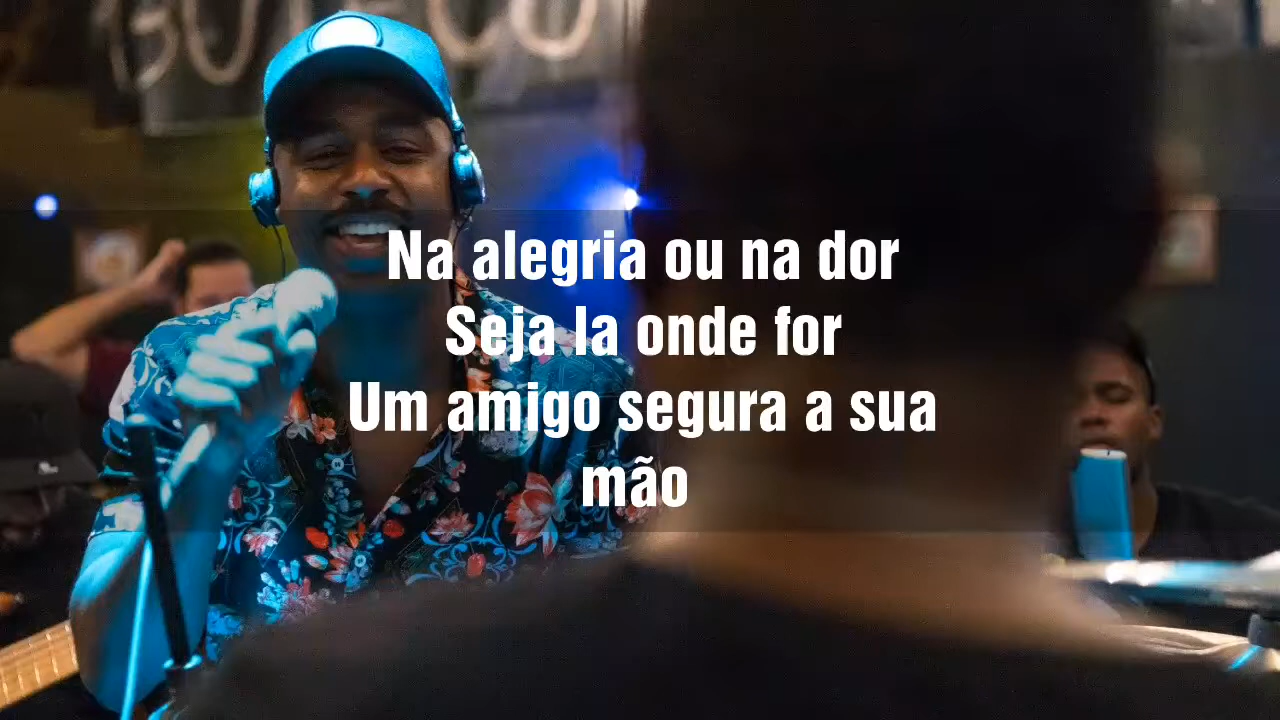 Na alegria ou na dor
Seja la onde for
Um amigo segura a sua
mão